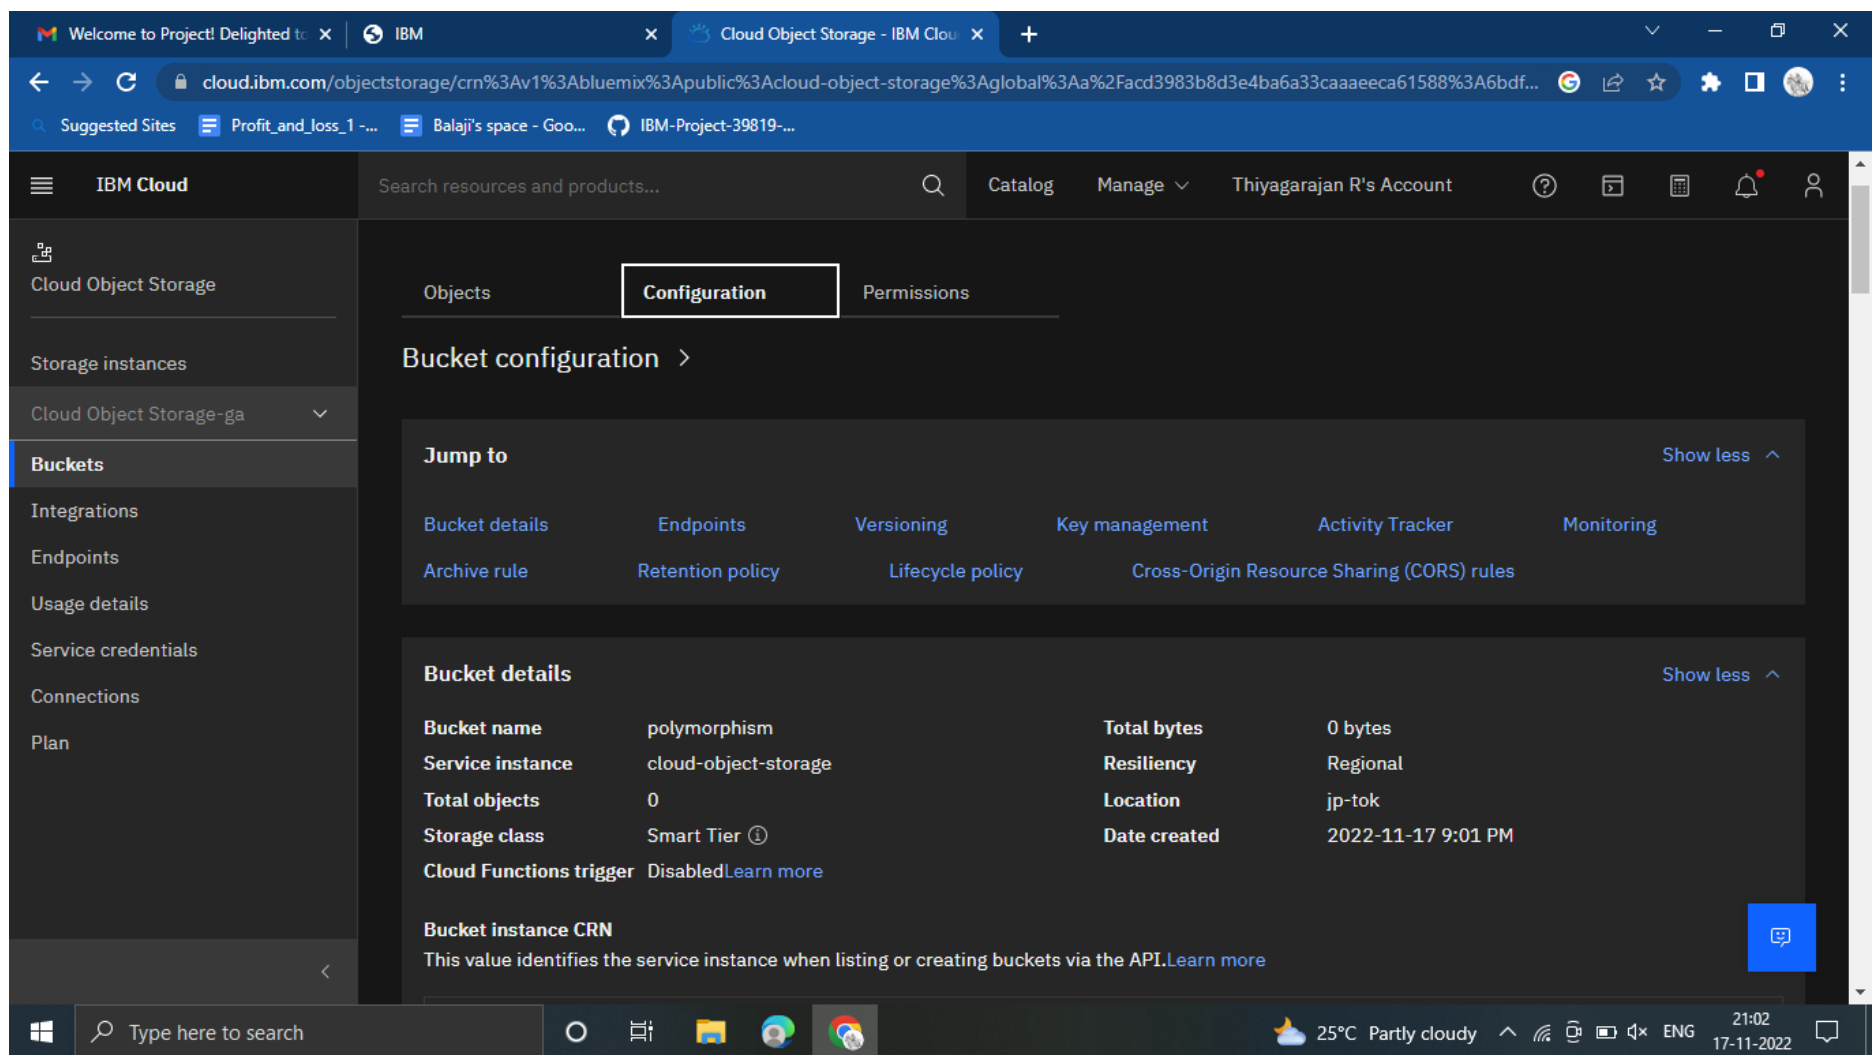 Welcome to Project! Delighted to
IBM
Cloud Object Storage - IBM Clou
cloud.ibm.com/objectstorage/crn%3Av1%3Abluemix%3Apublic%3Acloud-object-storage%3Aglobal%3Aa%2Facd3983b8d3e4ba6a33caaaeeca61588%3A6bdf...
Suggested Sites
Profit_and_loss_1 -...
Balaji's space - Goo...
IBM-Project-39819-...
IBM Cloud
Search resources and products...
Catalog
Manage
Thiyagarajan R's Account
Cloud Object Storage
Storage instances
Cloud Object Storage-ga
Buckets
Integrations
Endpoints
Usage details
Service credentials
Connections
Plan
Objects
Configuration
Permissions
Bucket configuration >
Jump to
Show less
Bucket details Endpoints Versioning Key management Activity Tracker Monitoring
Archive rule Retention policy Lifecycle policy Cross-Origin Resource Sharing (CORS) rules
Bucket details
Show less
Bucket name polymorphism Total bytes 0 bytes
Service instance cloud-object-storage Resiliency Regional
Total objects 0 Location jp-tok
Storage class Smart Tier Date created 2022-11-17 9:01 PM
Cloud Functions trigger DisabledLearn more
Bucket instance CRN
This value identifies the service instance when listing or creating buckets via the API.Learn more
Type here to search
25°C Partly cloudy
ENG
21:02
17-11-2022